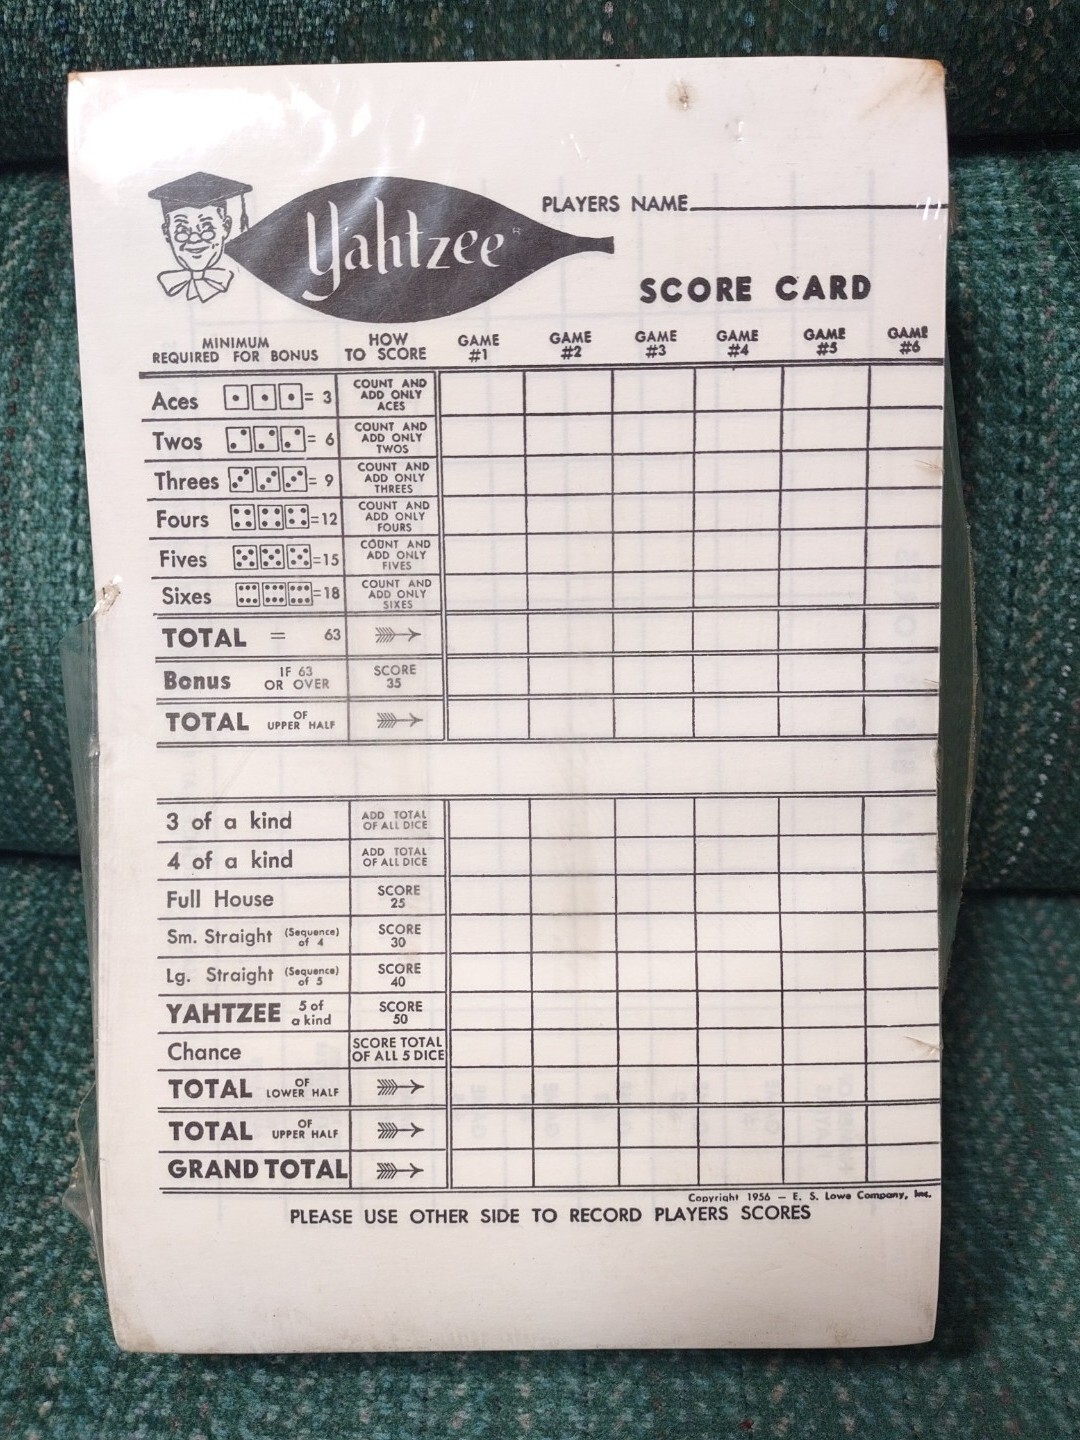 PLAYERS NAME
Yahtzee®
SCORE CARD
MINIMUM REQUIRED FOR BONUS HOW TO SCORE GAME #1 GAME #2 GAME #3 GAME #4 GAME #5 GAME #6
Aces = 3 COUNT AND ADD ONLY ACES
Twos = 6 COUNT AND ADD ONLY TWOS
Threes = 9 COUNT AND ADD ONLY THREES
Fours =12 COUNT AND ADD ONLY FOURS
Fives =15 COUNT AND ADD ONLY FIVES
Sixes =18 COUNT AND ADD ONLY SIXES
TOTAL = 63
Bonus IF 63 OR OVER SCORE 35
TOTAL OF UPPER HALF
3 of a kind ADD TOTAL OF ALL DICE
4 of a kind ADD TOTAL OF ALL DICE
Full House SCORE 25
Sm. Straight (Sequence) of 4 SCORE 30
Lg. Straight (Sequence) of 5 SCORE 40
YAHTZEE 5 of a kind SCORE 50
Chance SCORE TOTAL OF ALL 5 DICE
TOTAL OF LOWER HALF
TOTAL OF UPPER HALF
GRAND TOTAL
Copyright 1956 — E. S. Lowe Company, Inc.
PLEASE USE OTHER SIDE TO RECORD PLAYERS SCORES